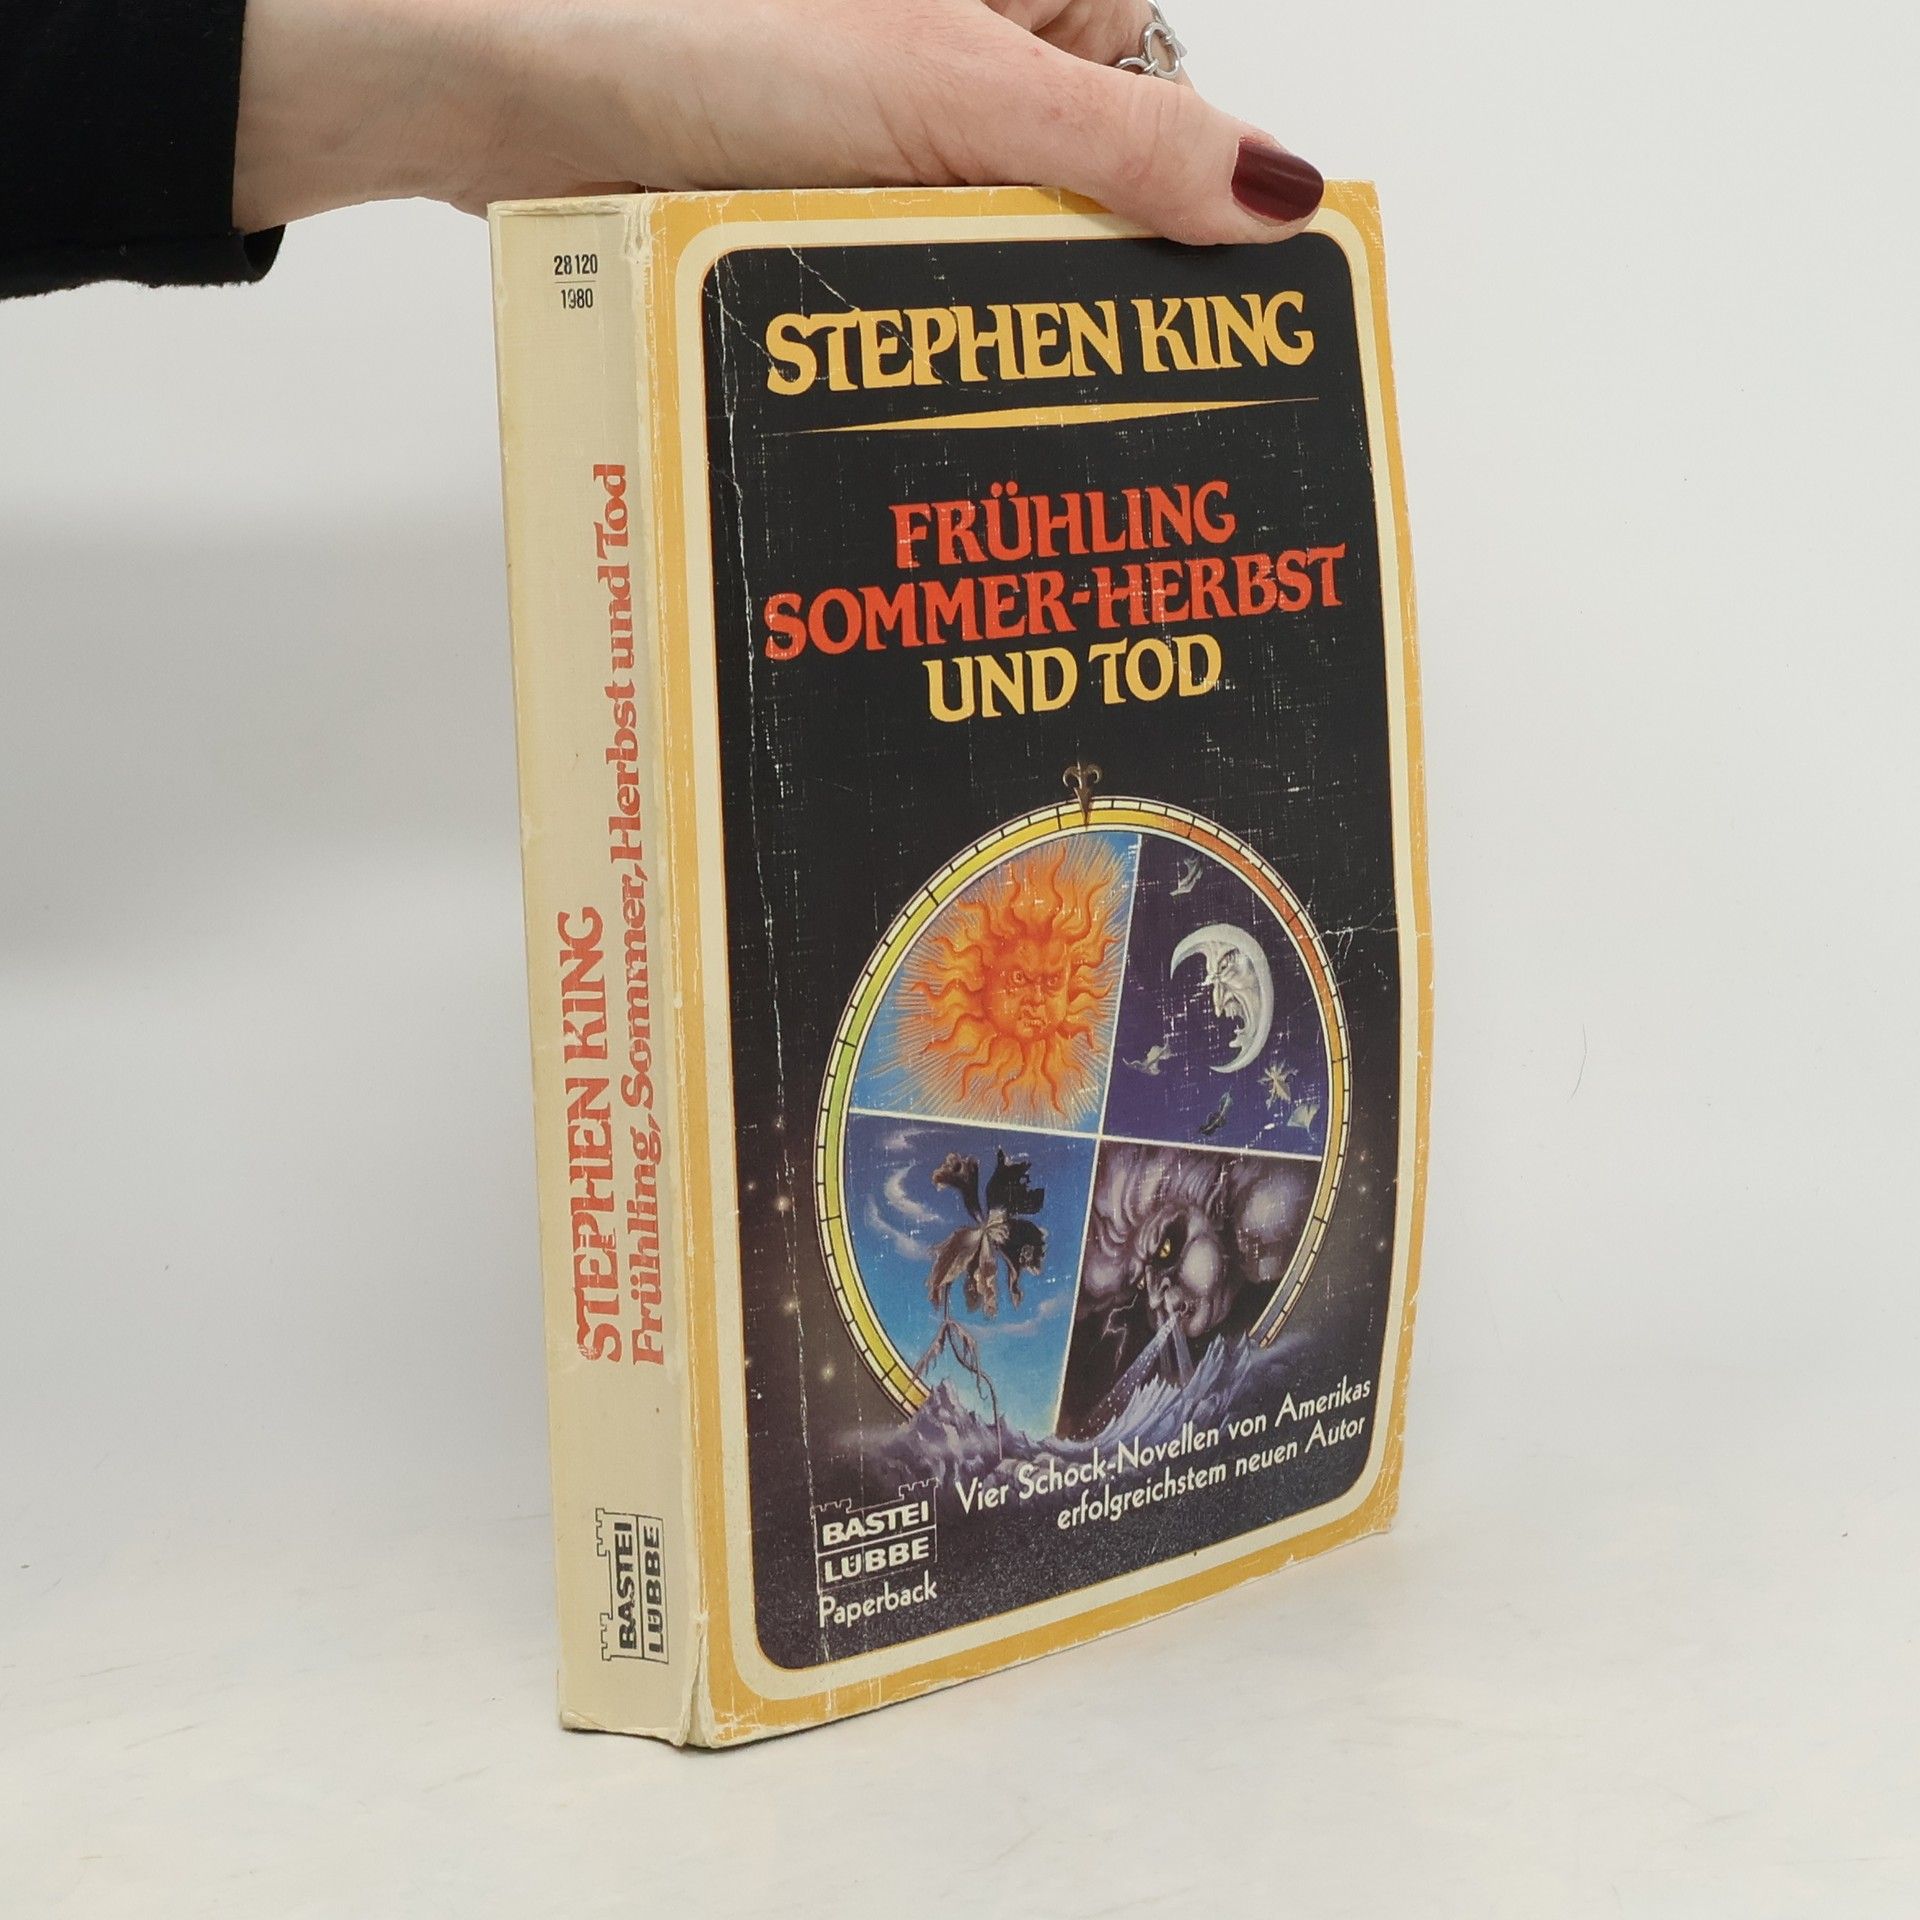 28120
1980
STEPHEN KING
Frühling, Sommer, Herbst und Tod
BASTEI
LÜBBE
STEPHEN KING
FRÜHLING
SOMMER-HERBST
UND TOD
Vier Schock-Novellen von Amerikas
erfolgreichstem neuen Autor
BASTEI
LÜBBE
Paperback